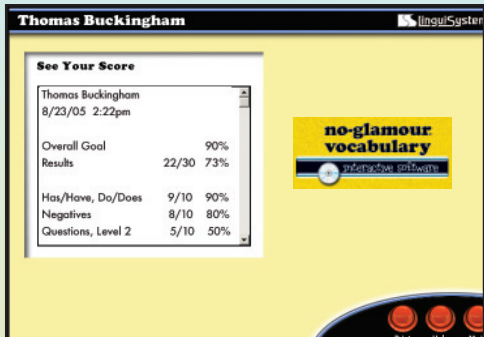 Thomas Buckingham
LinguiSystem
See Your Score
Thomas Buckingham
8/23/05 2:22pm
Overall Goal 90%
Results 22/30 73%
Has/Have, Do/Does 9/10 90%
Negatives 8/10 80%
Questions, Level 2 5/10 50%
no-glamour
vocabulary
interactive software